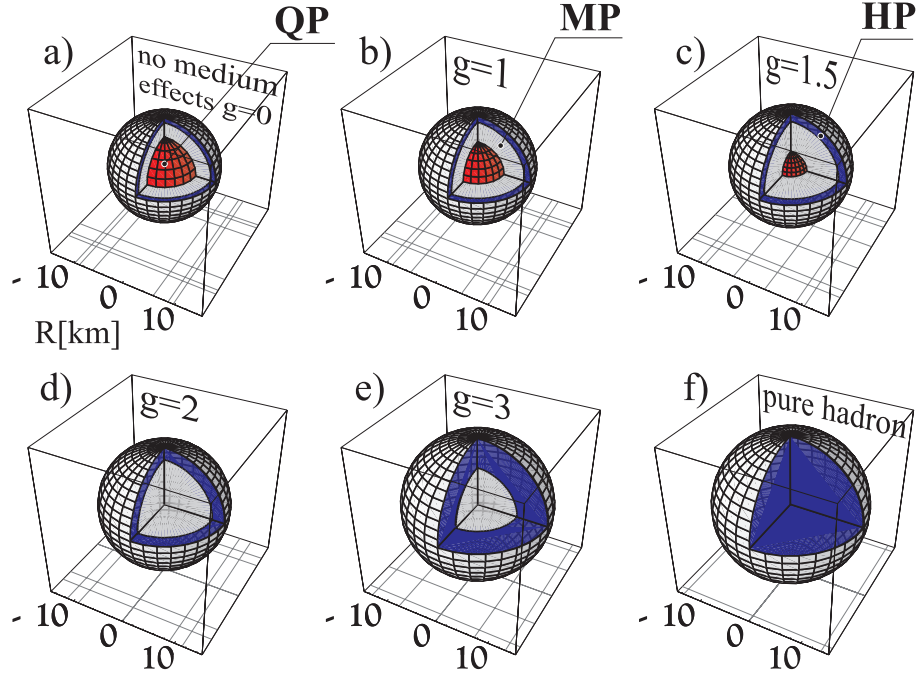 QP
MP
HP
a)
no medium
effects g=0
b)
g=1
c)
g=1.5
- 10
0
10
- 10
0
10
- 10
0
10
R[km]
d)
g=2
e)
g=3
f)
pure hadron
- 10
0
10
- 10
0
10
- 10
0
10